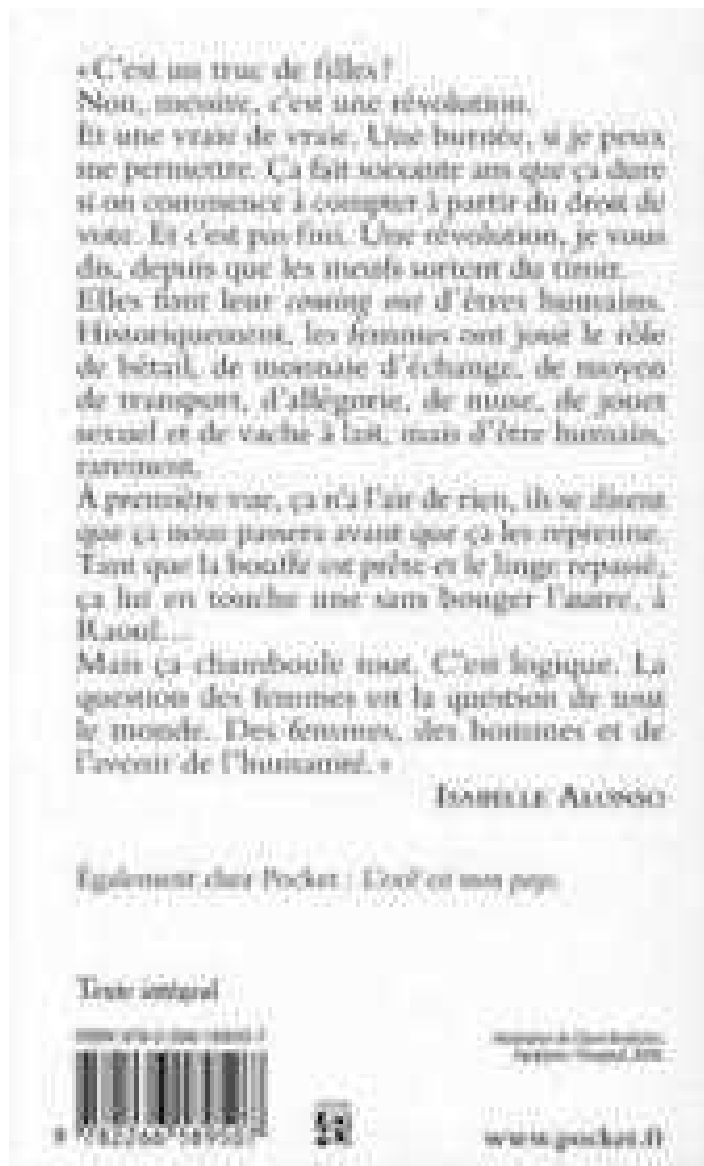 « C'est un truc de filles ?
Non, messire, c'est une révolution.
Et une vraie de vraie. Une burnée, si je peux
me permettre. Ça fait soixante ans que ça dure
si on commence à compter à partir du droit de
vote. Et c'est pas fini. Une révolution, je vous
dis, depuis que les meufs sortent du tiroir.
Elles font leur coming out d'êtres humains.
Historiquement, les femmes ont joué le rôle
de bétail, de monnaie d'échange, de moyen
de transport, d'allégorie, de muse, de jouet
sexuel et de vache à lait, mais d'être humain,
rarement.
À première vue, ça n'a l'air de rien, ils se disent
que ça nous passera avant que ça les reprenne.
Tant que la bouffe est prête et le linge repassé,
ça lui en touche une sans bouger l'autre, à
Raoul...
Mais ça chamboule tout. C'est logique. La
question des femmes est la question de tout
le monde. Des femmes, des hommes et de
l'avenir de l'humanité. »
ISABELLE ALONSO
Également chez Pocket : L'exil est mon pays
Texte intégral
www.pocket.fr